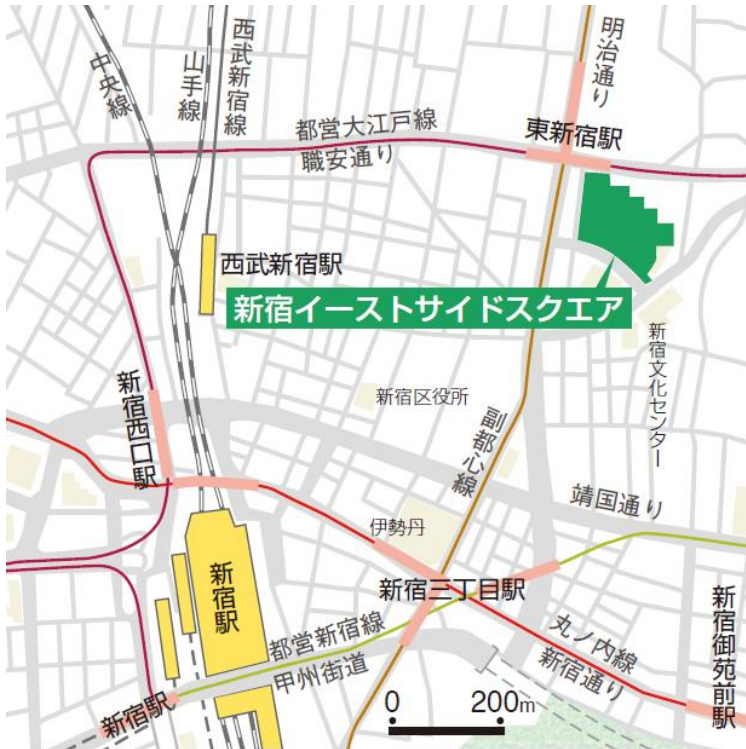 中央線
山手線
西武新宿線
明治通り
都営大江戸線
職安通り
東新宿駅
西武新宿駅
新宿イーストサイドスクエア
新宿文化センター
新宿西口駅
新宿区役所
副都心線
靖国通り
伊勢丹
新宿駅
新宿三丁目駅
都営新宿線
甲州街道
丸ノ内線
新宿通り
新宿御苑前駅
新宿駅
0 200m